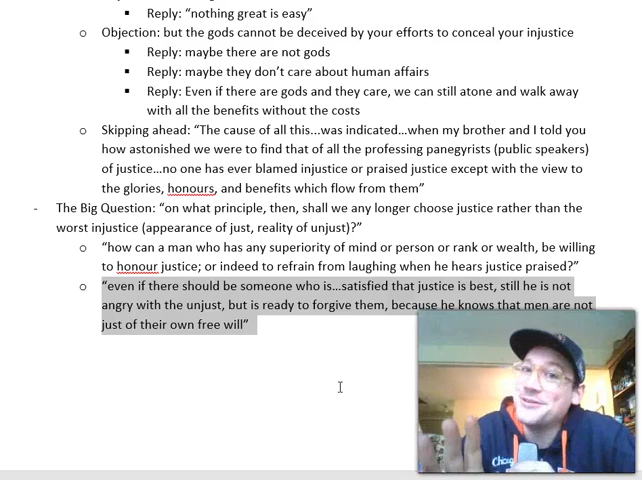 ▪ Reply: “nothing great is easy”
o Objection: but the gods cannot be deceived by your efforts to conceal your injustice
▪ Reply: maybe there are not gods
▪ Reply: maybe they don’t care about human affairs
▪ Reply: Even if there are gods and they care, we can still atone and walk away
with all the benefits without the costs
o Skipping ahead: “The cause of all this...was indicated…when my brother and I told you
how astonished we were to find that of all the professing panegyrists (public speakers)
of justice…no one has ever blamed injustice or praised justice except with the view to
the glories, honours, and benefits which flow from them”
- The Big Question: “on what principle, then, shall we any longer choose justice rather than the
worst injustice (appearance of just, reality of unjust)?”
o “how can a man who has any superiority of mind or person or rank or wealth, be willing
to honour justice; or indeed to refrain from laughing when he hears justice praised?”
o “even if there should be someone who is…satisfied that justice is best, still he is not
angry with the unjust, but is ready to forgive them, because he knows that men are not
just of their own free will”